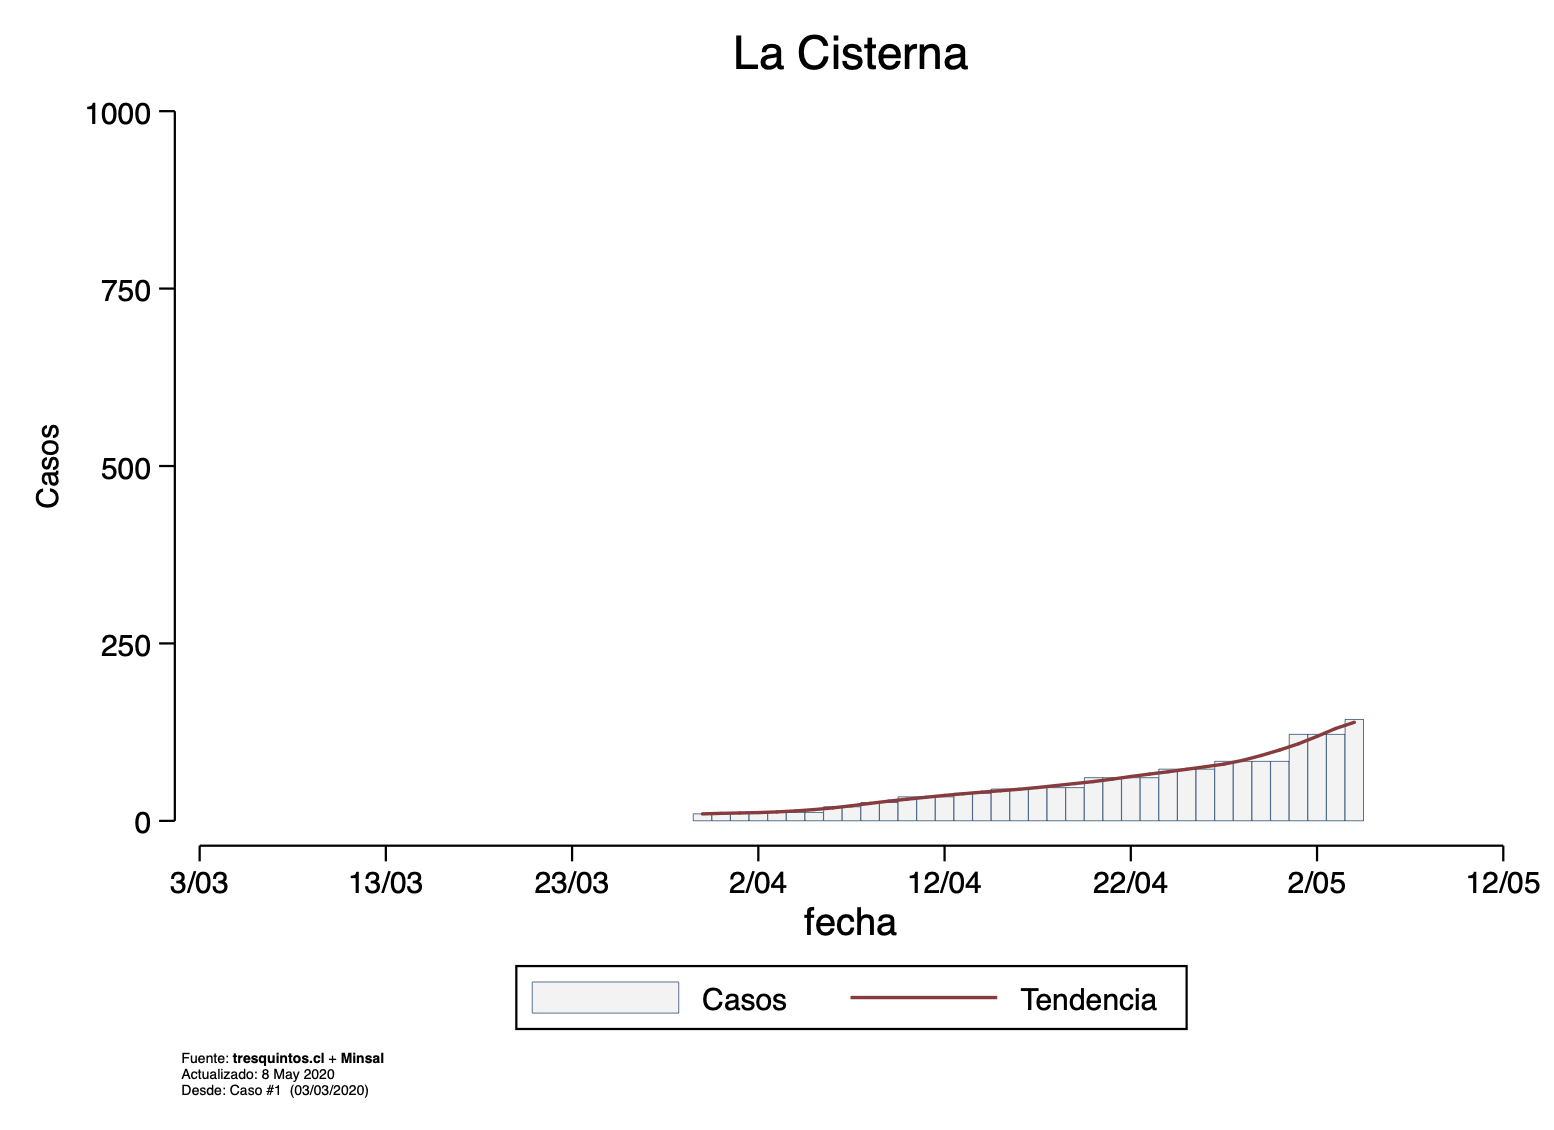 La Cisterna
1000
750
500
250
0
Casos
3/03 13/03 23/03 2/04 12/04 22/04 2/05 12/05
fecha
Casos Tendencia
Fuente: tresquintos.cl + Minsal
Actualizado: 8 May 2020
Desde: Caso #1 (03/03/2020)